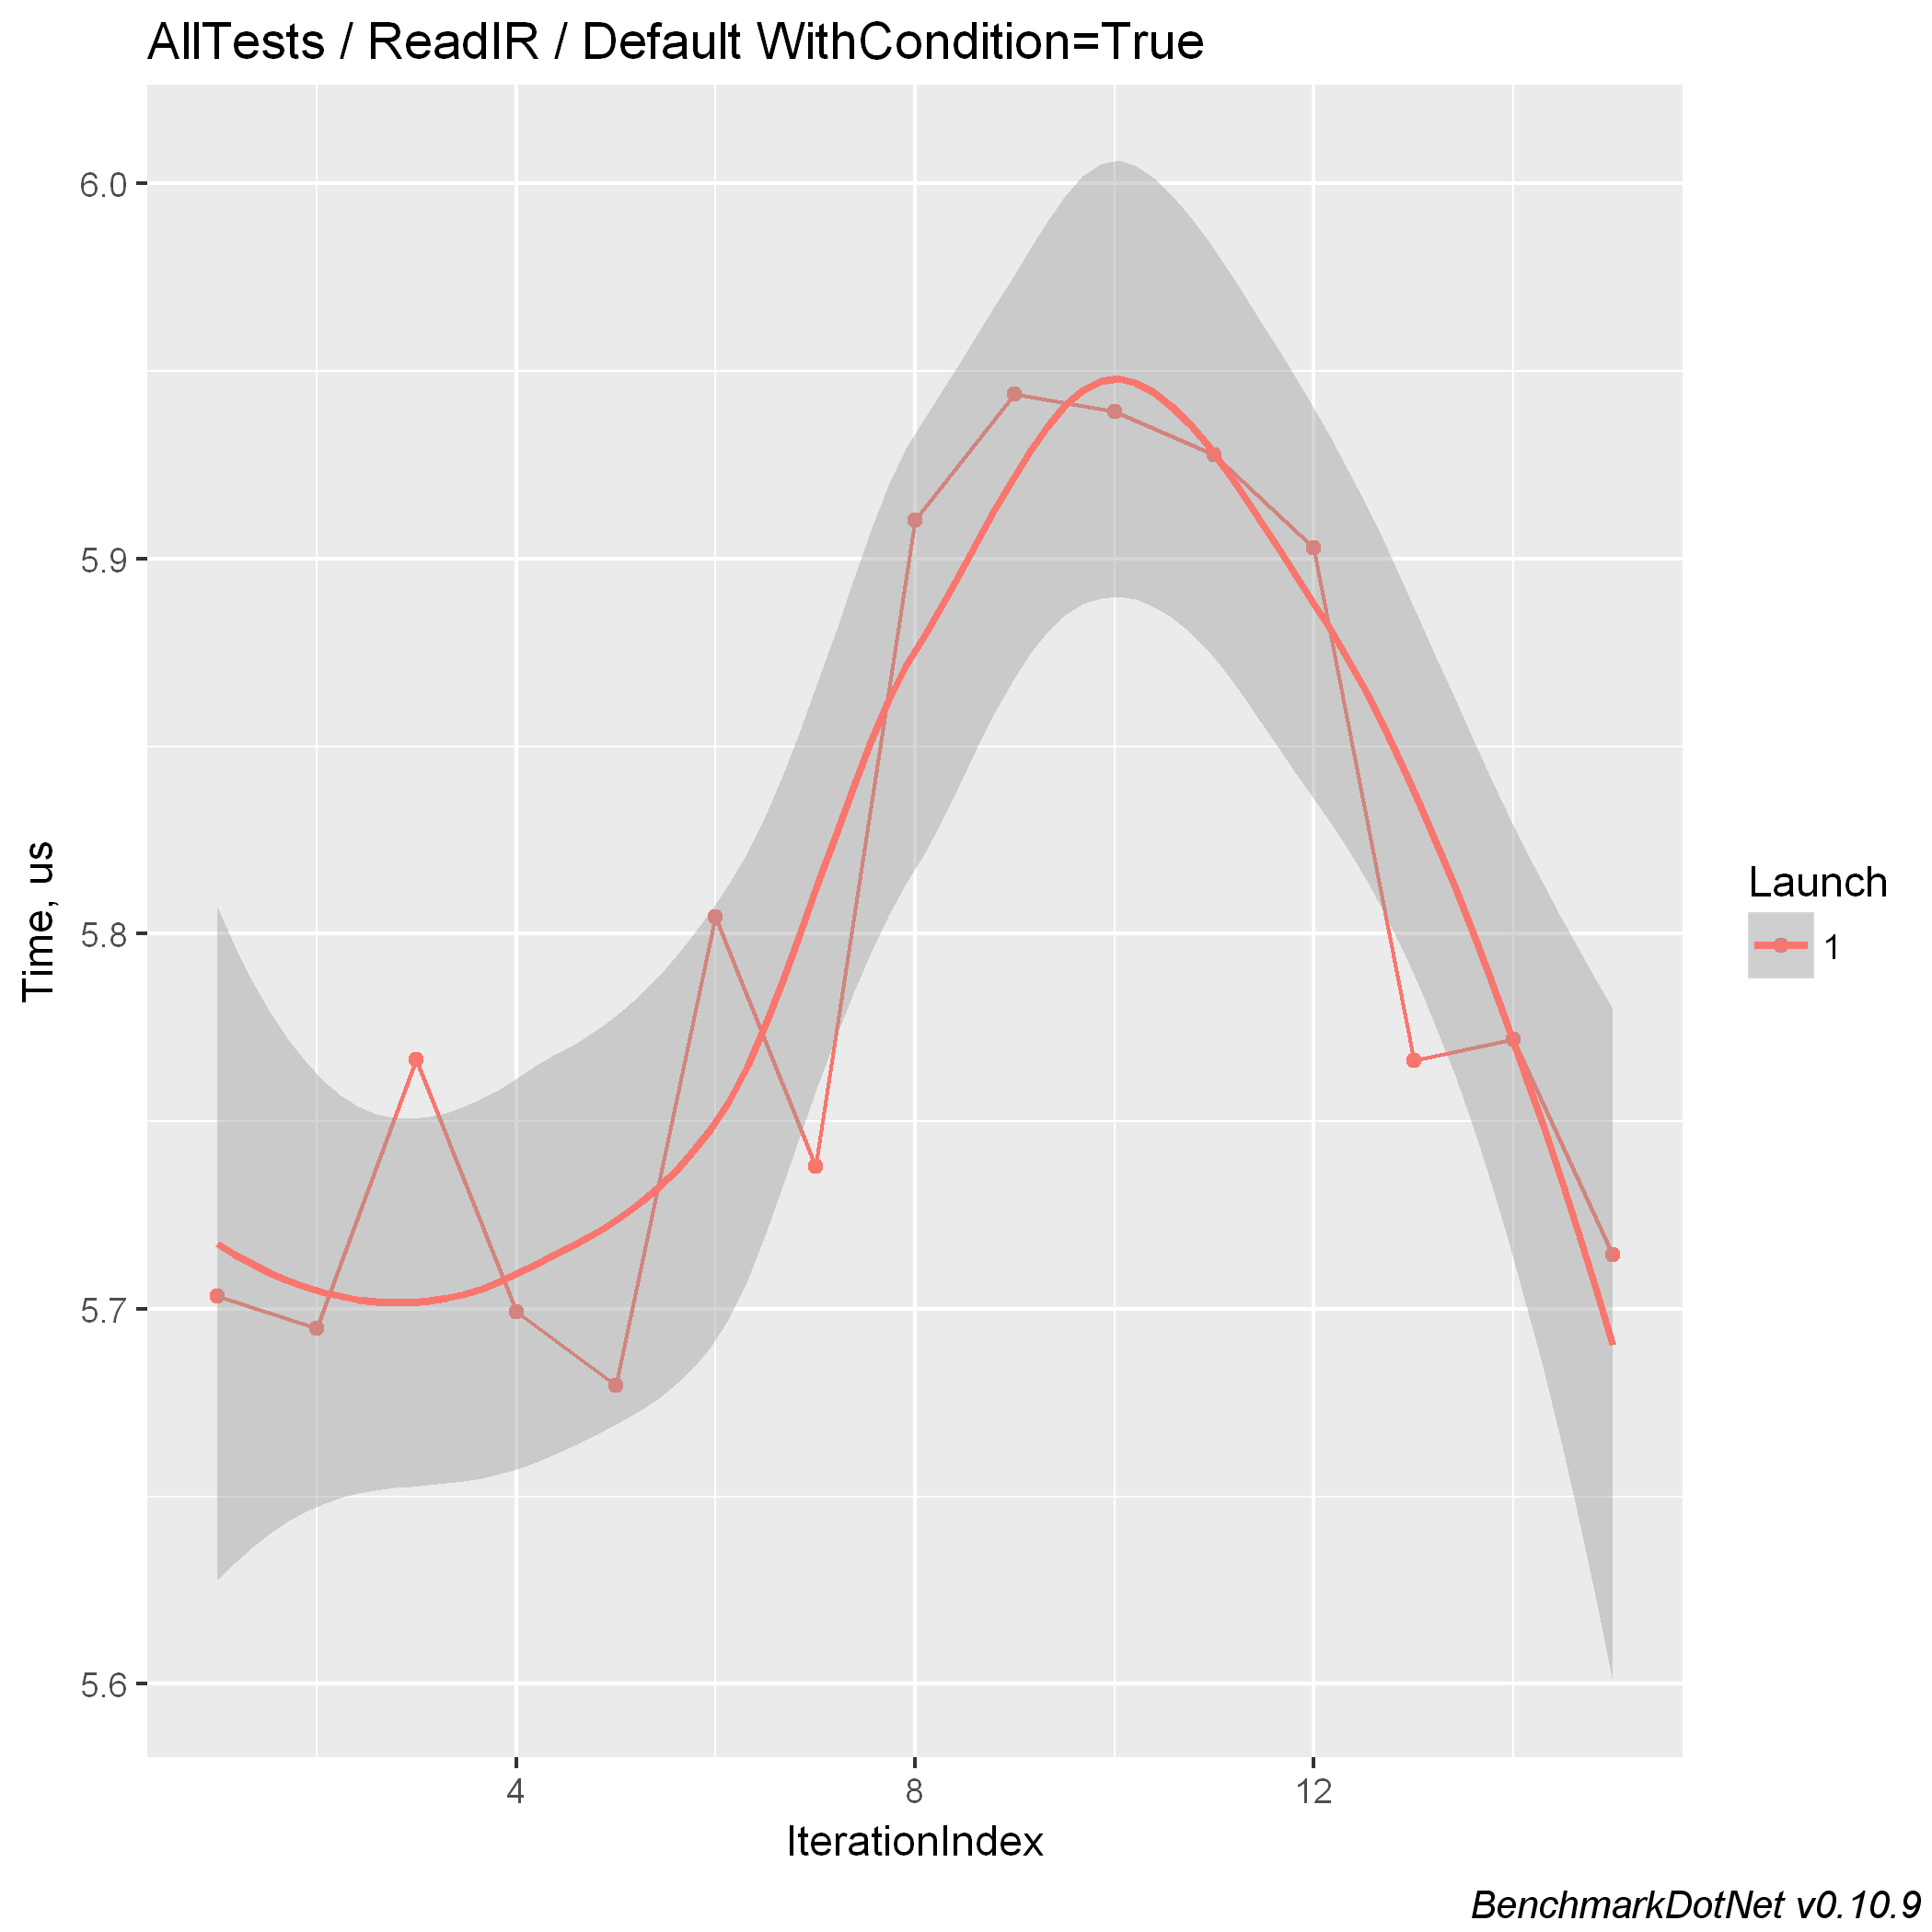 AllTests / ReadIR / Default WithCondition=True
6.0
5.9
5.8
5.7
5.6
Time, us
4
8
12
IterationIndex
Launch
1
BenchmarkDotNet v0.10.9